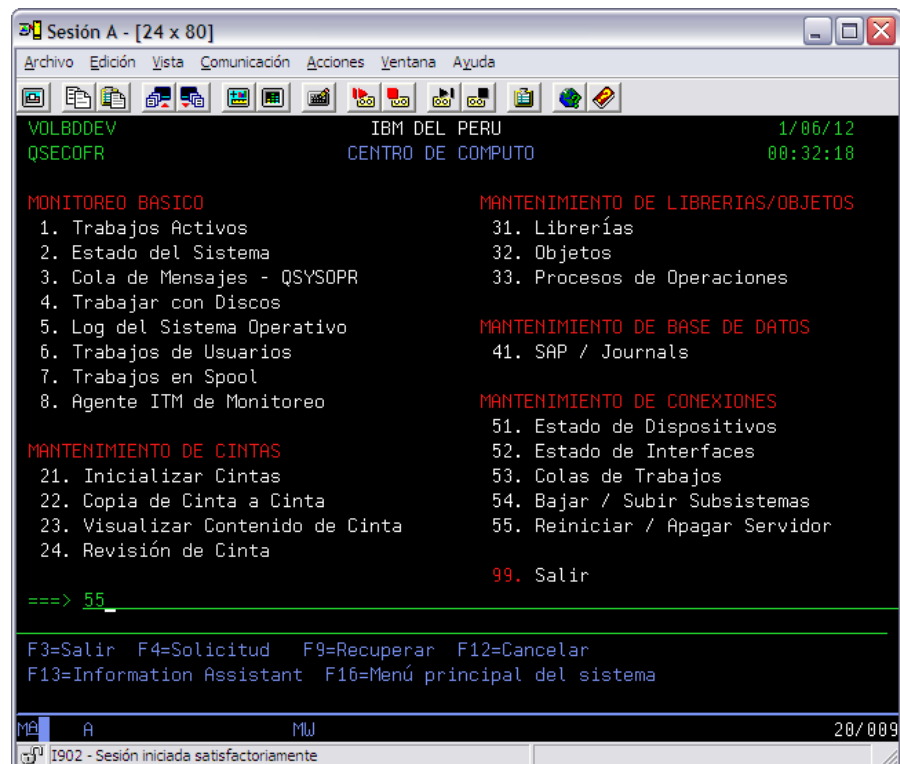 Sesión A - [24 x 80]
Archivo Edición Vista Comunicación Acciones Ventana Ayuda
VOLBDDEV IBM DEL PERU 1/06/12
QSECOFR CENTRO DE COMPUTO 00:32:18
MONITOREO BASICO MANTENIMIENTO DE LIBRERIAS/OBJETOS
1. Trabajos Activos 31. Librerías
2. Estado del Sistema 32. Objetos
3. Cola de Mensajes - QSYSOPR 33. Procesos de Operaciones
4. Trabajar con Discos
5. Log del Sistema Operativo MANTENIMIENTO DE BASE DE DATOS
6. Trabajos de Usuarios 41. SAP / Journals
7. Trabajos en Spool
8. Agente ITM de Monitoreo MANTENIMIENTO DE CONEXIONES
51. Estado de Dispositivos
MANTENIMIENTO DE CINTAS 52. Estado de Interfaces
21. Inicializar Cintas 53. Colas de Trabajos
22. Copia de Cinta a Cinta 54. Bajar / Subir Subsistemas
23. Visualizar Contenido de Cinta 55. Reiniciar / Apagar Servidor
24. Revisión de Cinta
99. Salir
===> 55_
F3=Salir F4=Solicitud F9=Recuperar F12=Cancelar
F13=Information Assistant F16=Menú principal del sistema
MA A MW 20/009
I902 - Sesión iniciada satisfactoriamente